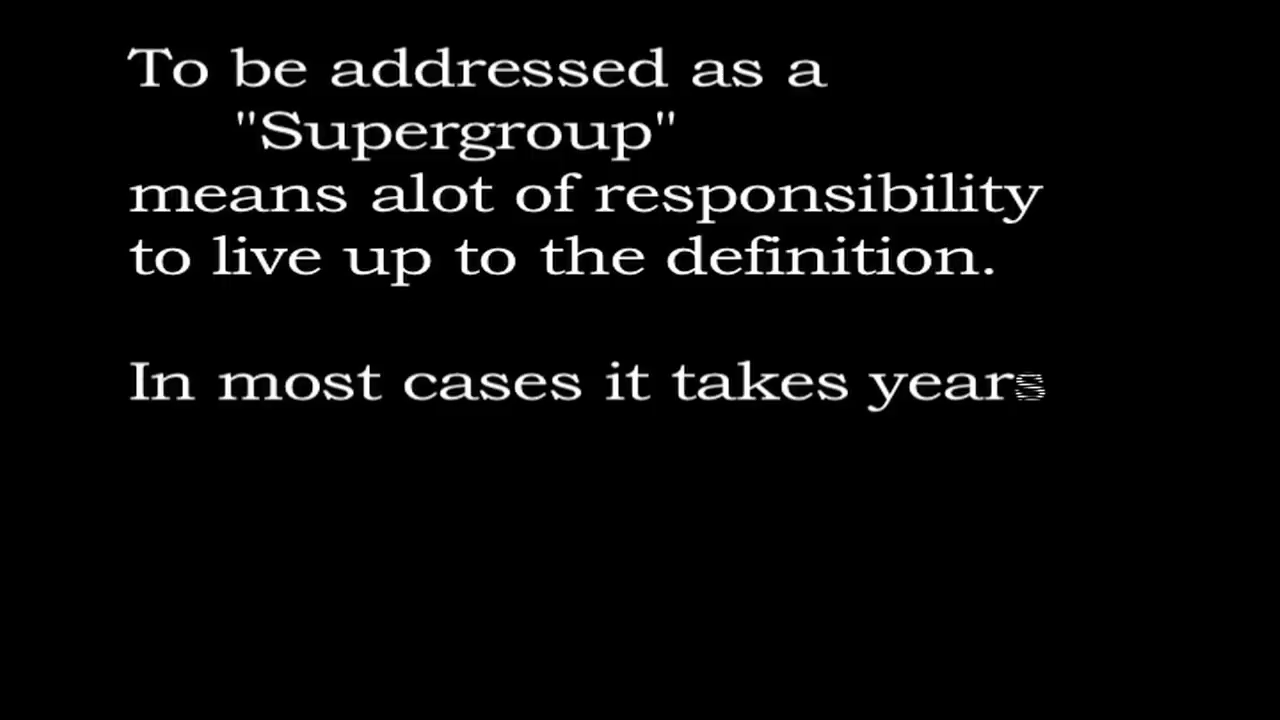 To be addressed as a
"Supergroup"
means alot of responsibility
to live up to the definition.
In most cases it takes years